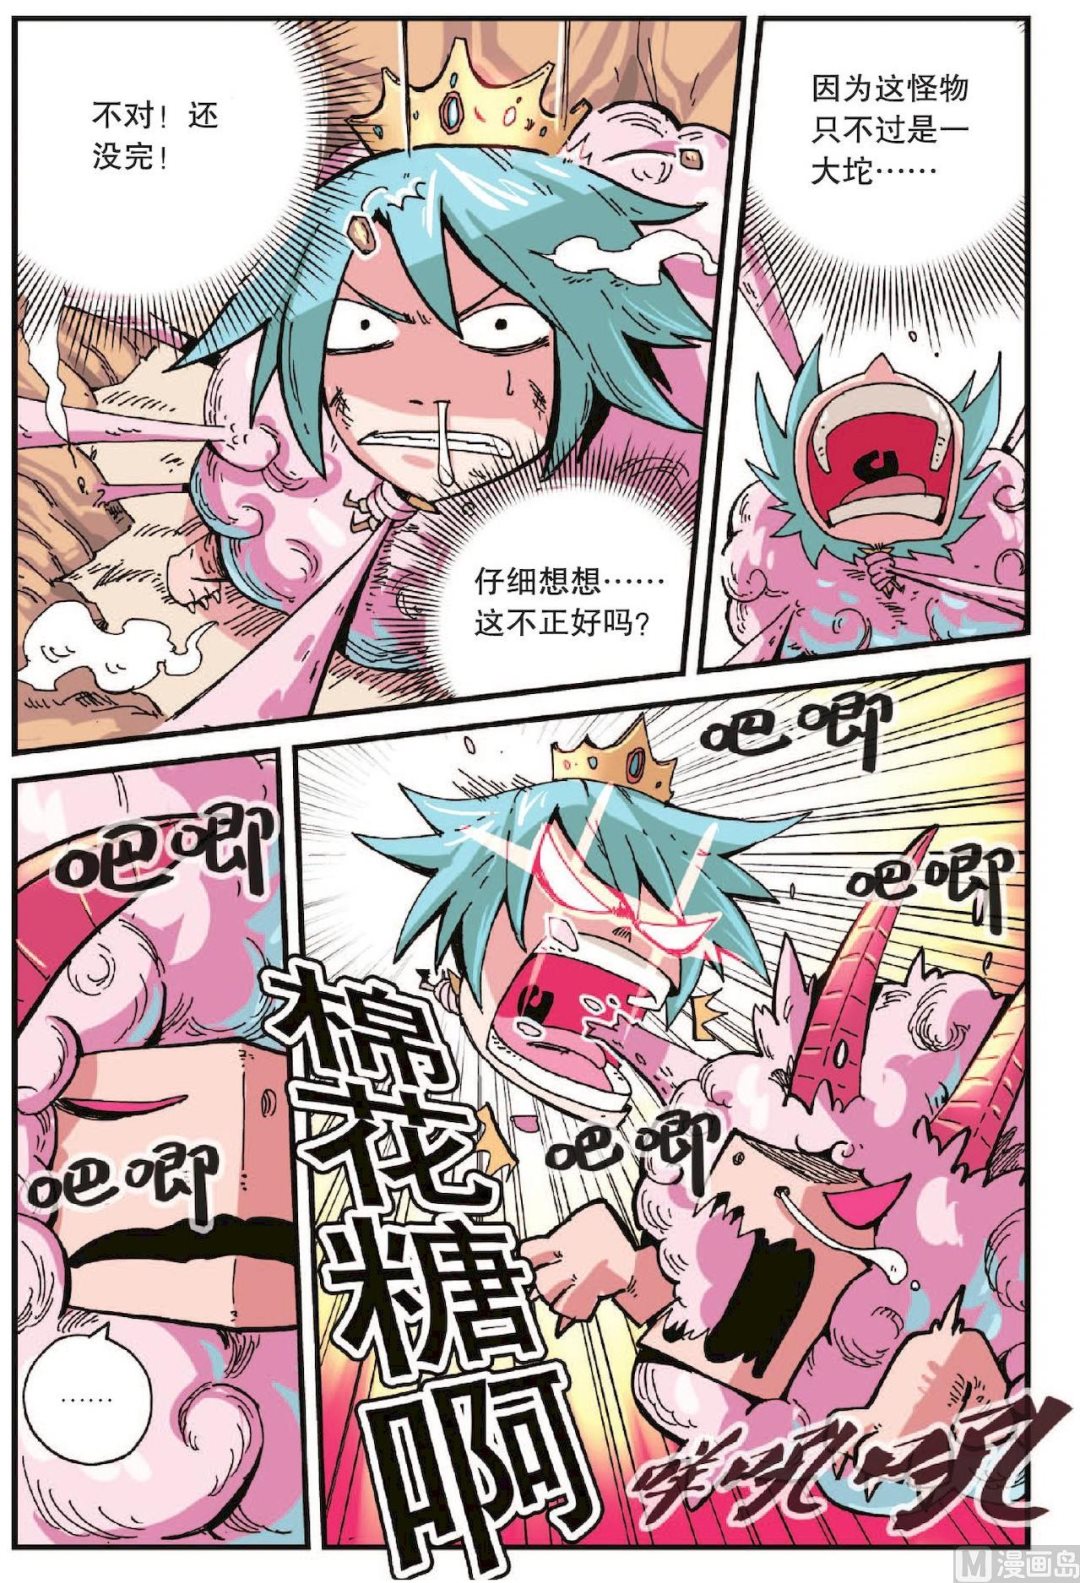 不对！还
没完！
仔细想想……
这不正好吗？
因为这怪物
只不过是一
大坨……
吧唧
吧唧
……
吧唧
吧唧
吧唧
棉花糖啊
漫画岛